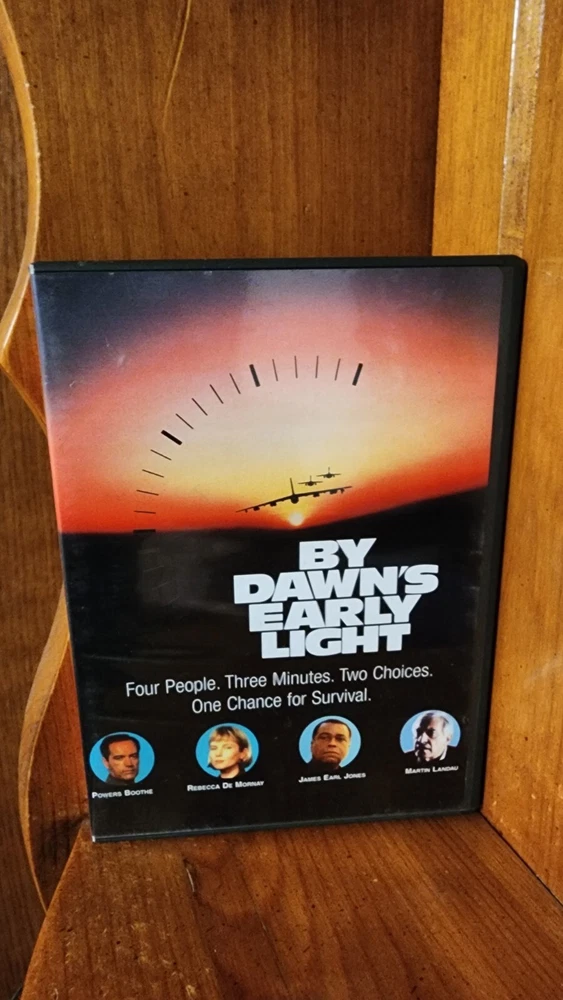 BY
DAWN'S
EARLY
LIGHT
Four People. Three Minutes. Two Choices.
One Chance for Survival.
POWERS BOOTHE
REBECCA DE MORNAY
JAMES EARL JONES
MARTIN LANDAU